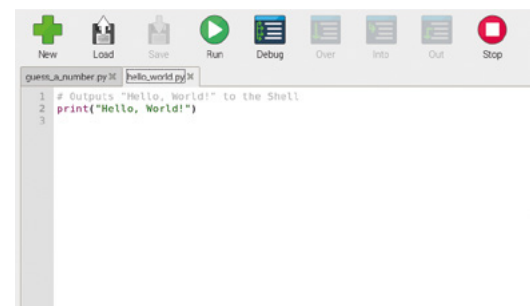 New Load Save Run Debug Over Into Out Stop
guess_a_number.py hello_world.py
1 # Outputs "Hello, World!" to the Shell
2 print("Hello, World!")
3